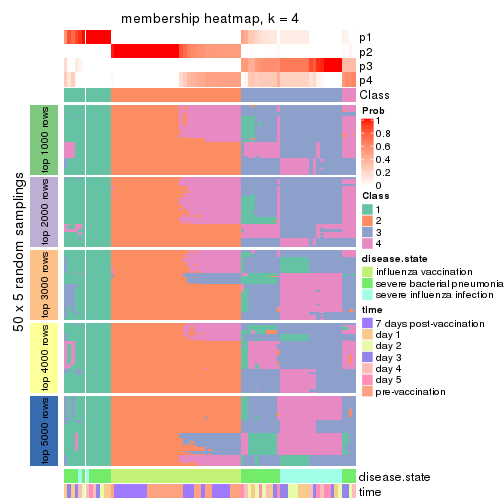 membership heatmap, k = 4
p1
p2
p3
p4
Class
50 x 5 random samplings
top 1000 rows
top 2000 rows
top 3000 rows
top 4000 rows
top 5000 rows
disease.state
time
Prob
1
0.8
0.6
0.4
0.2
0
Class
1
2
3
4
disease.state
influenza vaccination
severe bacterial pneumonia
severe influenza infection
time
7 days post-vaccination
day 1
day 2
day 3
day 4
day 5
pre-vaccination